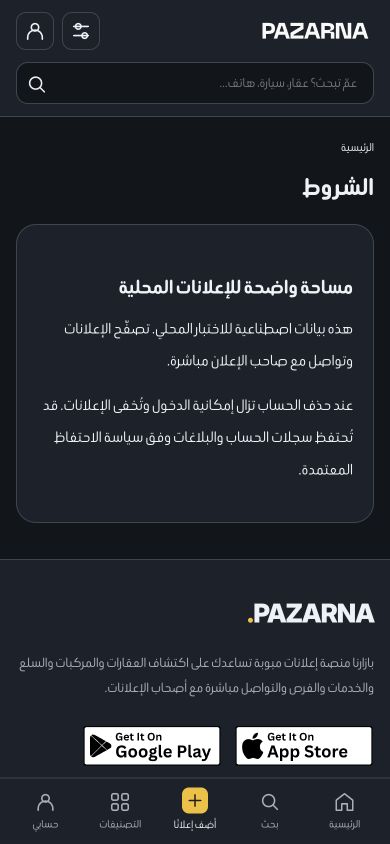 PAZARNA
عمّ تبحث؟ عقار، سيارة، هاتف...
الرئيسية
الشروط
مساحة واضحة للإعلانات المحلية
هذه بيانات اصطناعية للاختبار المحلي. تصفّح الإعلانات
وتواصل مع صاحب الإعلان مباشرة.
عند حذف الحساب تزال إمكانية الدخول وتُخفى الإعلانات. قد
تُحتفظ سجلات الحساب والبلاغات وفق سياسة الاحتفاظ
المعتمدة.
PAZARNA.
بازارنا منصة إعلانات مبوبة تساعدك على اكتشاف العقارات والمركبات والسلع
والخدمات والفرص والتواصل مباشرة مع أصحاب الإعلانات.
Get It On
App Store
Get It On
Google Play
الرئيسية
بحث
أضف إعلانًا
التصنيفات
حسابي